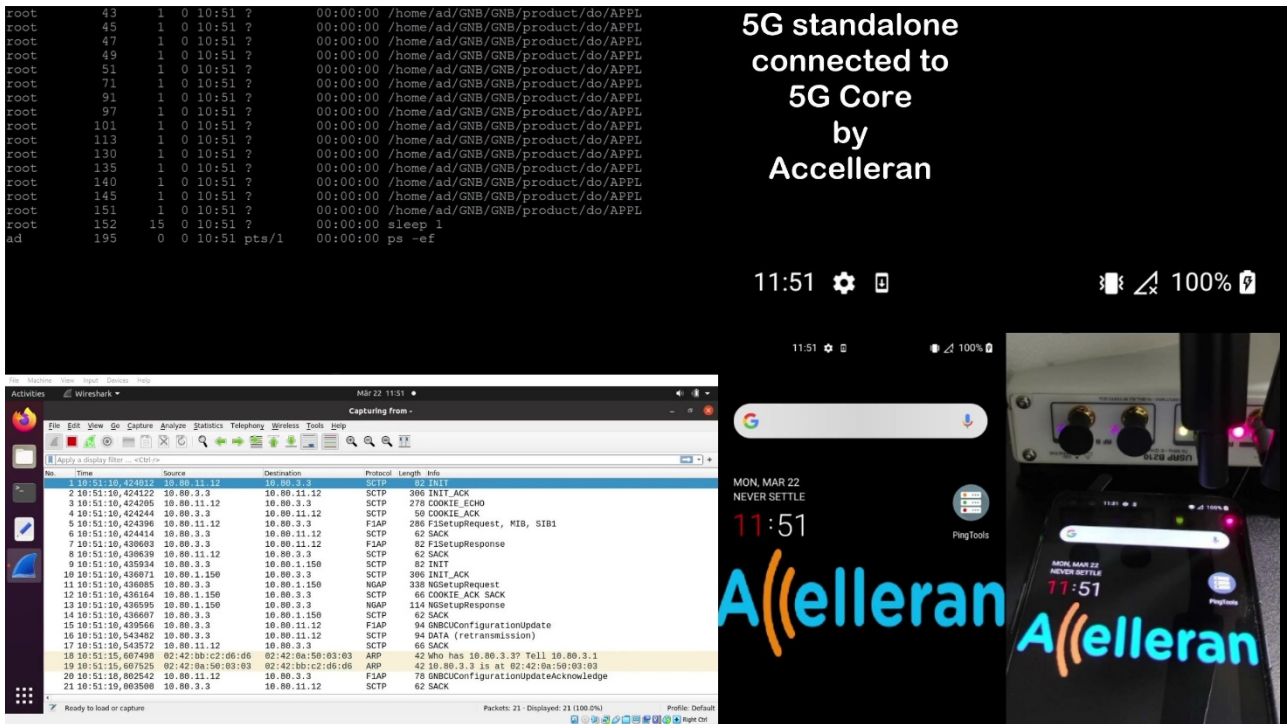 root 43 1 0 10:51 ? 00:00:00 /home/ad/GNB/GNB/product/do/APPL
root 45 1 0 10:51 ? 00:00:00 /home/ad/GNB/GNB/product/do/APPL
root 47 1 0 10:51 ? 00:00:00 /home/ad/GNB/GNB/product/do/APPL
root 49 1 0 10:51 ? 00:00:00 /home/ad/GNB/GNB/product/do/APPL
root 51 1 0 10:51 ? 00:00:00 /home/ad/GNB/GNB/product/do/APPL
root 71 1 0 10:51 ? 00:00:00 /home/ad/GNB/GNB/product/do/APPL
root 91 1 0 10:51 ? 00:00:00 /home/ad/GNB/GNB/product/do/APPL
root 97 1 0 10:51 ? 00:00:00 /home/ad/GNB/GNB/product/do/APPL
root 101 1 0 10:51 ? 00:00:00 /home/ad/GNB/GNB/product/do/APPL
root 113 1 0 10:51 ? 00:00:00 /home/ad/GNB/GNB/product/do/APPL
root 130 1 0 10:51 ? 00:00:00 /home/ad/GNB/GNB/product/do/APPL
root 135 1 0 10:51 ? 00:00:00 /home/ad/GNB/GNB/product/do/APPL
root 140 1 0 10:51 ? 00:00:00 /home/ad/GNB/GNB/product/do/APPL
root 145 1 0 10:51 ? 00:00:00 /home/ad/GNB/GNB/product/do/APPL
root 151 1 0 10:51 ? 00:00:00 /home/ad/GNB/GNB/product/do/APPL
root 152 15 0 10:51 ? 00:00:00 sleep 1
ad 195 0 0 10:51 pts/1 00:00:00 ps -ef
5G standalone
connected to
5G Core
by
Accelleran
11:51 100%
File Machine View Input Devices Help
Activities Wireshark Mär 22 11:51
Capturing from -
File Edit View Go Capture Analyze Statistics Telephony Wireless Tools Help
Apply a display filter ... <Ctrl-/>
No. Time Source Destination Protocol Length Info
1 10:51:10,424012 10.80.11.12 10.80.3.3 SCTP 82 INIT
2 10:51:10,424122 10.80.3.3 10.80.11.12 SCTP 306 INIT_ACK
3 10:51:10,424205 10.80.11.12 10.80.3.3 SCTP 278 COOKIE_ECHO
4 10:51:10,424244 10.80.3.3 10.80.11.12 SCTP 50 COOKIE_ACK
5 10:51:10,424396 10.80.11.12 10.80.3.3 F1AP 286 F1SetupRequest, MIB, SIB1
6 10:51:10,424414 10.80.3.3 10.80.11.12 SCTP 62 SACK
7 10:51:10,430603 10.80.3.3 10.80.11.12 F1AP 82 F1SetupResponse
8 10:51:10,430639 10.80.11.12 10.80.3.3 SCTP 62 SACK
9 10:51:10,435934 10.80.3.3 10.80.1.150 SCTP 82 INIT
10 10:51:10,436071 10.80.1.150 10.80.3.3 SCTP 306 INIT_ACK
11 10:51:10,436085 10.80.3.3 10.80.1.150 NGAP 338 NGSetupRequest
12 10:51:10,436164 10.80.1.150 10.80.3.3 SCTP 66 COOKIE_ACK SACK
13 10:51:10,436595 10.80.1.150 10.80.3.3 NGAP 114 NGSetupResponse
14 10:51:10,436607 10.80.3.3 10.80.1.150 SCTP 62 SACK
15 10:51:10,439566 10.80.3.3 10.80.11.12 F1AP 94 GNBCUConfigurationUpdate
16 10:51:10,543482 10.80.3.3 10.80.11.12 SCTP 94 DATA (retransmission)
17 10:51:10,543572 10.80.11.12 10.80.3.3 SCTP 66 SACK
18 10:51:15,607498 02:42:bb:c2:d6:d6 02:42:0a:50:03:03 ARP 42 Who has 10.80.3.3? Tell 10.80.3.1
19 10:51:15,607525 02:42:0a:50:03:03 02:42:bb:c2:d6:d6 ARP 42 10.80.3.3 is at 02:42:0a:50:03:03
20 10:51:18,802542 10.80.11.12 10.80.3.3 F1AP 78 GNBCUConfigurationUpdateAcknowledge
21 10:51:19,003500 10.80.3.3 10.80.11.12 SCTP 62 SACK
Ready to load or capture Packets: 21 · Displayed: 21 (100.0%) Profile: Default
Right Ctrl
11:51 100%
G
MON, MAR 22
NEVER SETTLE
11:51
PingTools
Accelleran
USRP B210
11:51 100%
MON, MAR 22
NEVER SETTLE
11:51
PingTools
Accelleran